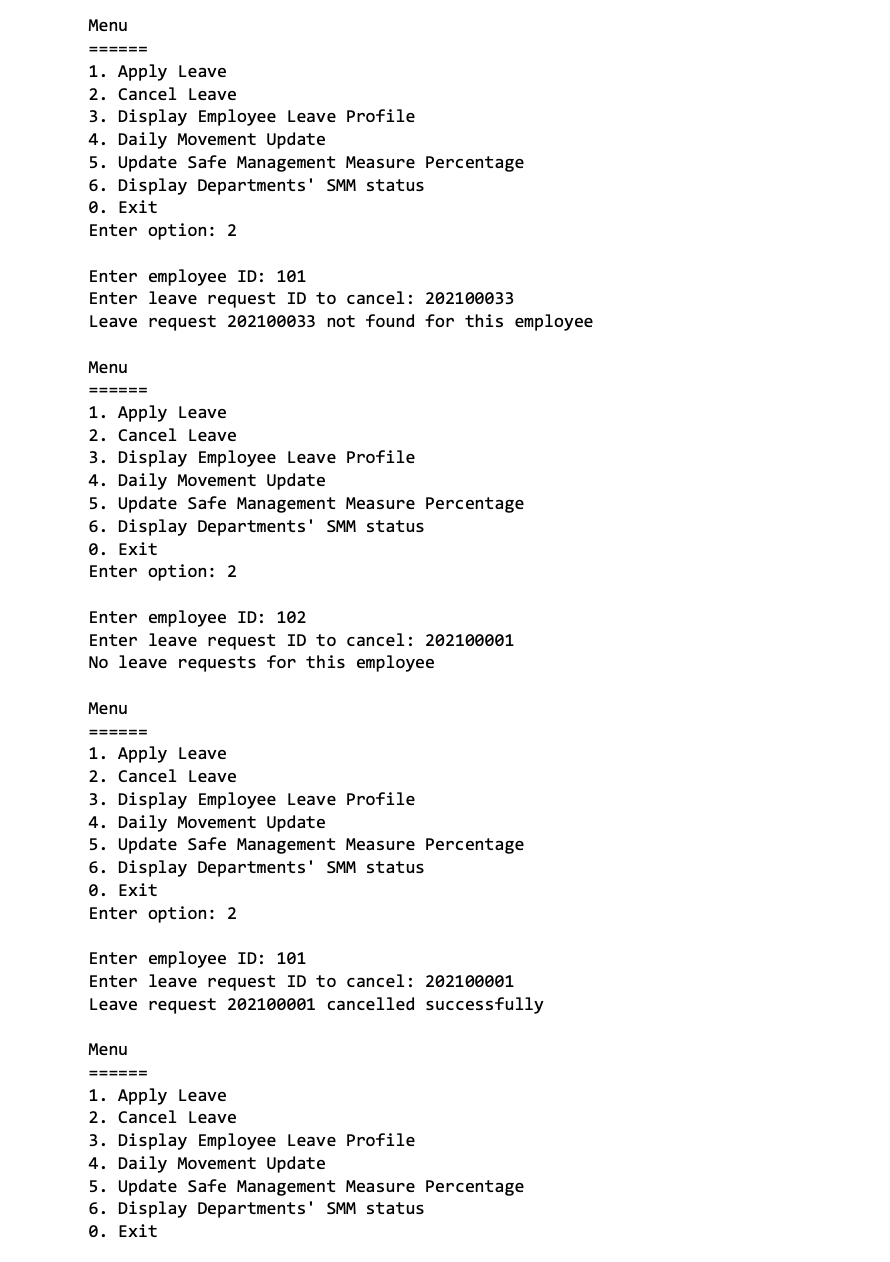 Menu
======
1. Apply Leave
2. Cancel Leave
3. Display Employee Leave Profile
4. Daily Movement Update
5. Update Safe Management Measure Percentage
6. Display Departments' SMM status
0. Exit
Enter option: 2

Enter employee ID: 101
Enter leave request ID to cancel: 202100033
Leave request 202100033 not found for this employee

Menu
======
1. Apply Leave
2. Cancel Leave
3. Display Employee Leave Profile
4. Daily Movement Update
5. Update Safe Management Measure Percentage
6. Display Departments' SMM status
0. Exit
Enter option: 2

Enter employee ID: 102
Enter leave request ID to cancel: 202100001
No leave requests for this employee

Menu
======
1. Apply Leave
2. Cancel Leave
3. Display Employee Leave Profile
4. Daily Movement Update
5. Update Safe Management Measure Percentage
6. Display Departments' SMM status
0. Exit
Enter option: 2

Enter employee ID: 101
Enter leave request ID to cancel: 202100001
Leave request 202100001 cancelled successfully

Menu
======
1. Apply Leave
2. Cancel Leave
3. Display Employee Leave Profile
4. Daily Movement Update
5. Update Safe Management Measure Percentage
6. Display Departments' SMM status
0. Exit